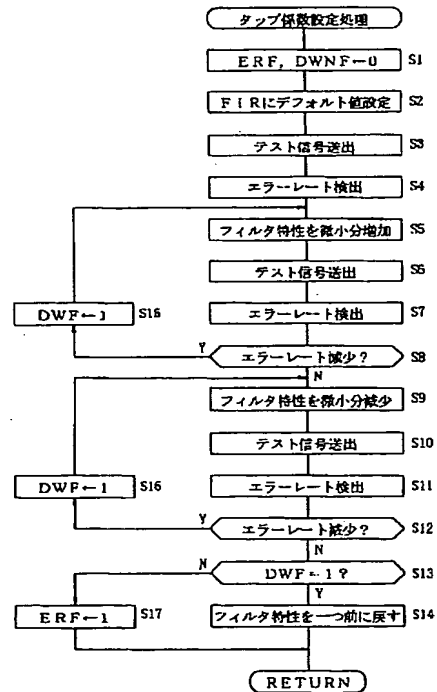 タップ係数設定処理
ERF, DWNF←0 S1
FIRにデフォルト値設定 S2
テスト信号送出 S3
エラーレート検出 S4
フィルタ特性を微小分増加 S5
テスト信号送出 S6
エラーレート検出 S7
DWF←1 S15
Y エラーレート減少? S8
N
フィルタ特性を微小分減少 S9
テスト信号送出 S10
エラーレート検出 S11
DWF←1 S16
Y エラーレート減少? S12
N
N DWF=1? S13
Y
ERF←1 S17
フィルタ特性を一つ前に戻す S14
RETURN